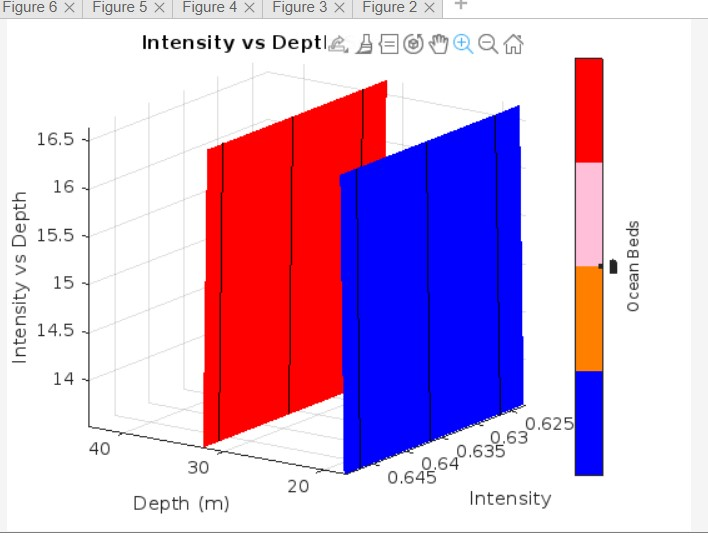 Figure 6 Figure 5 Figure 4 Figure 3 Figure 2
Intensity vs Dept
16.5
16
15.5
15
14.5
14
Intensity vs Depth
40
30
20
Depth (m)
0.645
0.64
0.635
0.63
0.625
Intensity
Ocean Beds